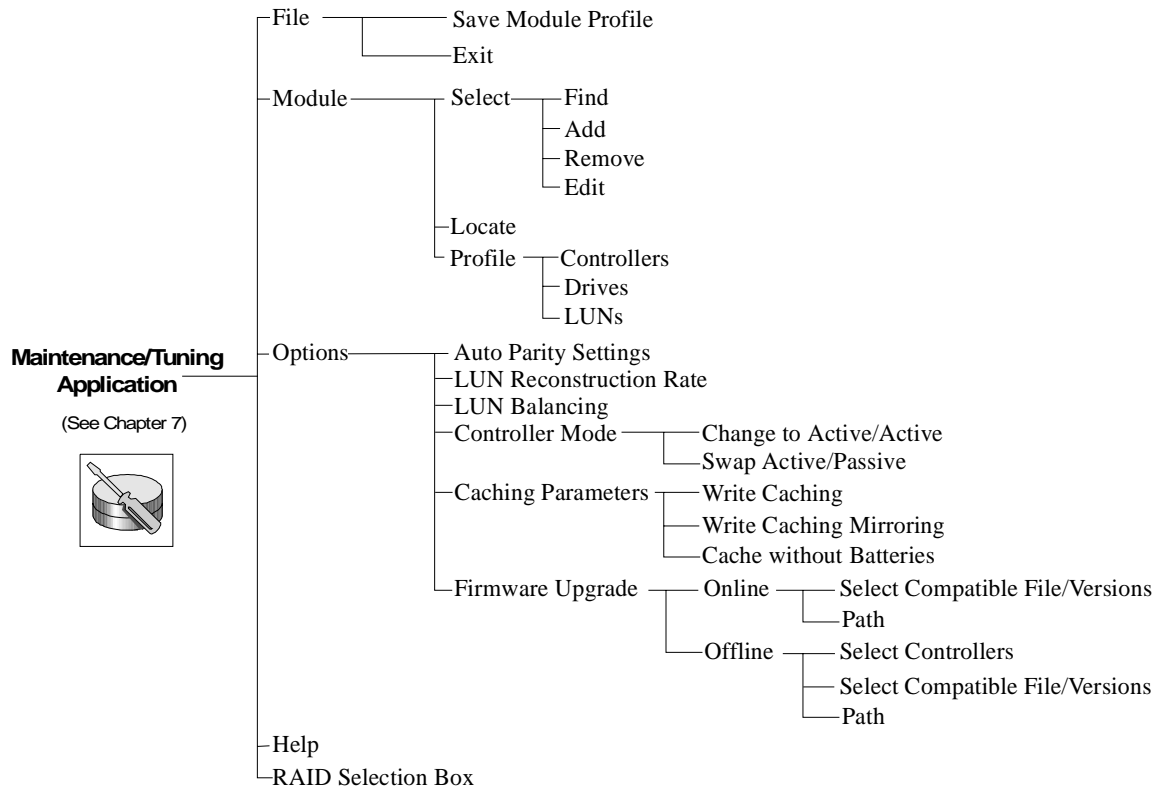 File
Save Module Profile
Exit
Module
Select
Find
Add
Remove
Edit
Locate
Profile
Controllers
Drives
LUNs
Maintenance/Tuning
Application
(See Chapter 7)
Options
Auto Parity Settings
LUN Reconstruction Rate
LUN Balancing
Controller Mode
Change to Active/Active
Swap Active/Passive
Caching Parameters
Write Caching
Write Caching Mirroring
Cache without Batteries
Firmware Upgrade
Online
Select Compatible File/Versions
Path
Offline
Select Controllers
Select Compatible File/Versions
Path
Help
RAID Selection Box